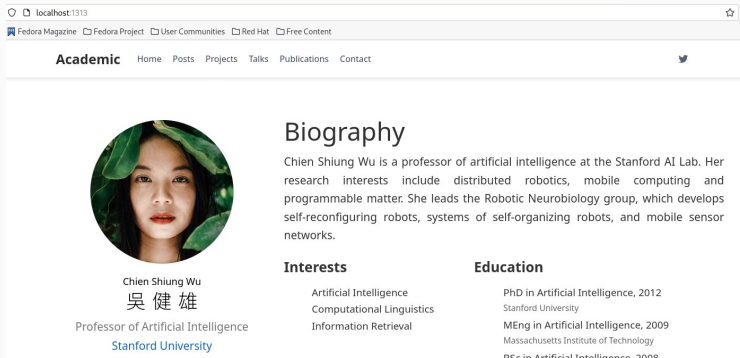 localhost:1313
Fedora Magazine Fedora Project User Communities Red Hat Free Content
Academic Home Posts Projects Talks Publications Contact
Biography
Chien Shiung Wu is a professor of artificial intelligence at the Stanford AI Lab. Her
research interests include distributed robotics, mobile computing and
programmable matter. She leads the Robotic Neurobiology group, which develops
self-reconfiguring robots, systems of self-organizing robots, and mobile sensor
networks.
Chien Shiung Wu
吳健雄
Professor of Artificial Intelligence
Stanford University
Interests
Artificial Intelligence
Computational Linguistics
Information Retrieval
Education
PhD in Artificial Intelligence, 2012
Stanford University
MEng in Artificial Intelligence, 2009
Massachusetts Institute of Technology
BSc in Artificial Intelligence, 2008